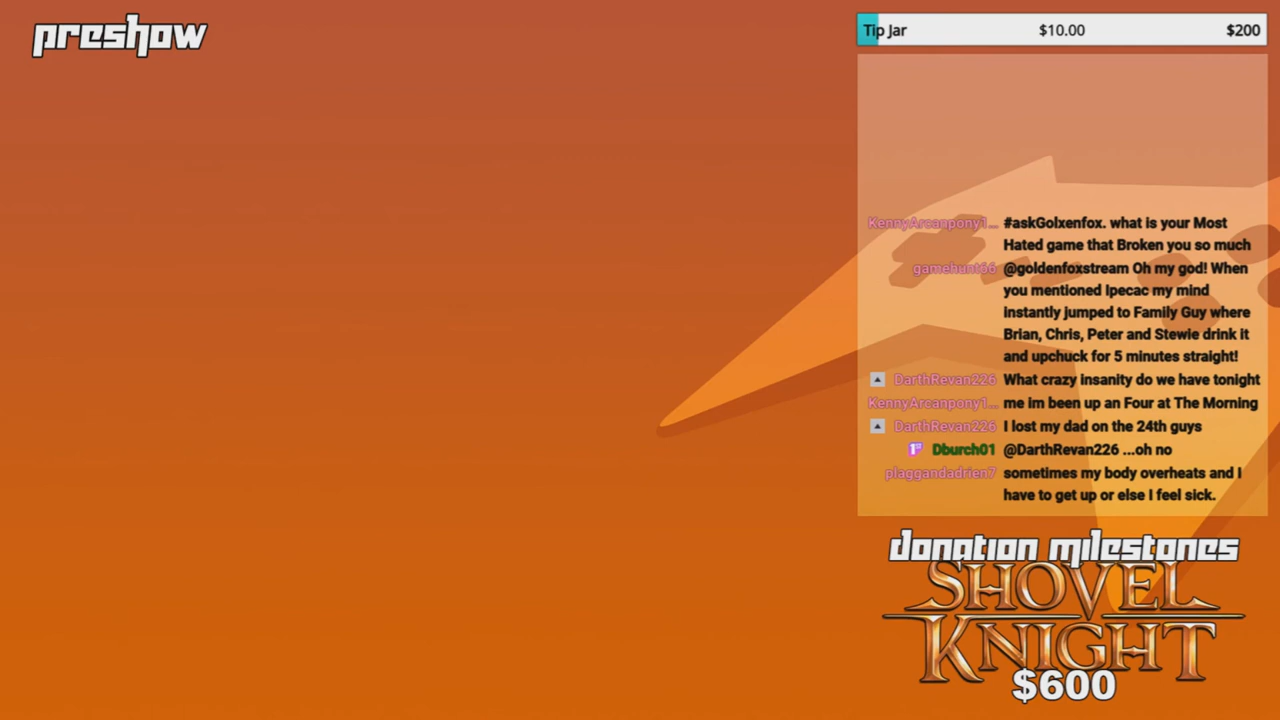 preshow
Tip Jar $10.00 $200
KennyArcanpony1... #askGolxenfox. what is your Most
Hated game that Broken you so much
gamehunt66 @goldenfoxstream Oh my god! When
you mentioned Ipecac my mind
instantly jumped to Family Guy where
Brian, Chris, Peter and Stewie drink it
and upchuck for 5 minutes straight!
DarthRevan226 What crazy insanity do we have tonight
KennyArcanpony1... me im been up an Four at The Morning
DarthRevan226 I lost my dad on the 24th guys
Dburch01 @DarthRevan226 ...oh no
plaggandadrien7 sometimes my body overheats and I
have to get up or else I feel sick.
donation milestones
SHOVEL
KNIGHT
$600